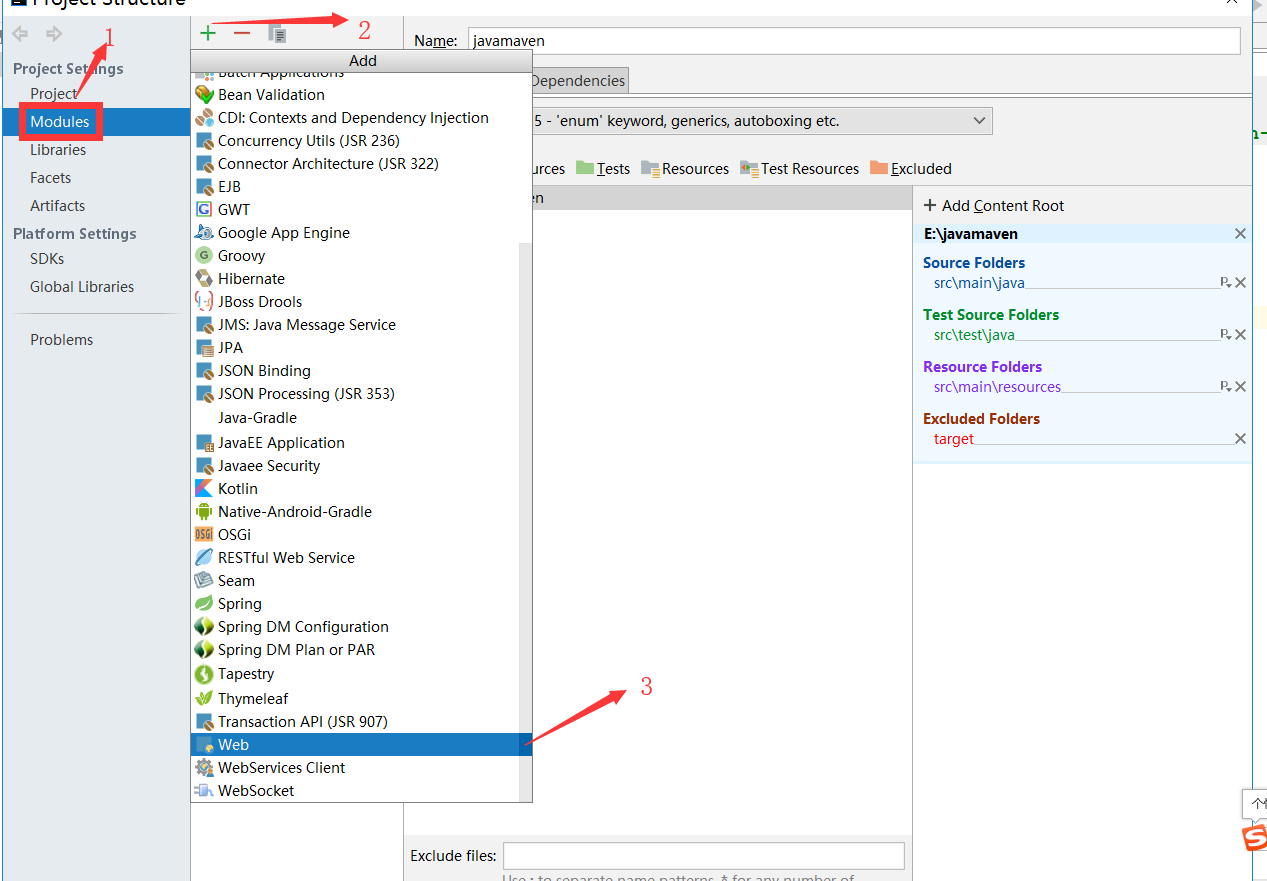 Project Structure
1
2
Name: javamaven
Add
Project Settings
Project
Modules
Libraries
Facets
Artifacts
Platform Settings
SDKs
Global Libraries
Problems
Batch Applications
Bean Validation
CDI: Contexts and Dependency Injection
Concurrency Utils (JSR 236)
Connector Architecture (JSR 322)
EJB
GWT
Google App Engine
Groovy
Hibernate
JBoss Drools
JMS: Java Message Service
JPA
JSON Binding
JSON Processing (JSR 353)
Java-Gradle
JavaEE Application
Javaee Security
Kotlin
Native-Android-Gradle
OSGi
RESTful Web Service
Seam
Spring
Spring DM Configuration
Spring DM Plan or PAR
Tapestry
Thymeleaf
Transaction API (JSR 907)
Web
WebServices Client
WebSocket
3
Dependencies
5 - 'enum' keyword, generics, autoboxing etc.
urces Tests Resources Test Resources Excluded
en
+ Add Content Root
E:\javamaven
Source Folders
src\main\java
Test Source Folders
src\test\java
Resource Folders
src\main\resources
Excluded Folders
target
Exclude files:
Use ; to separate name patterns, * for any number of